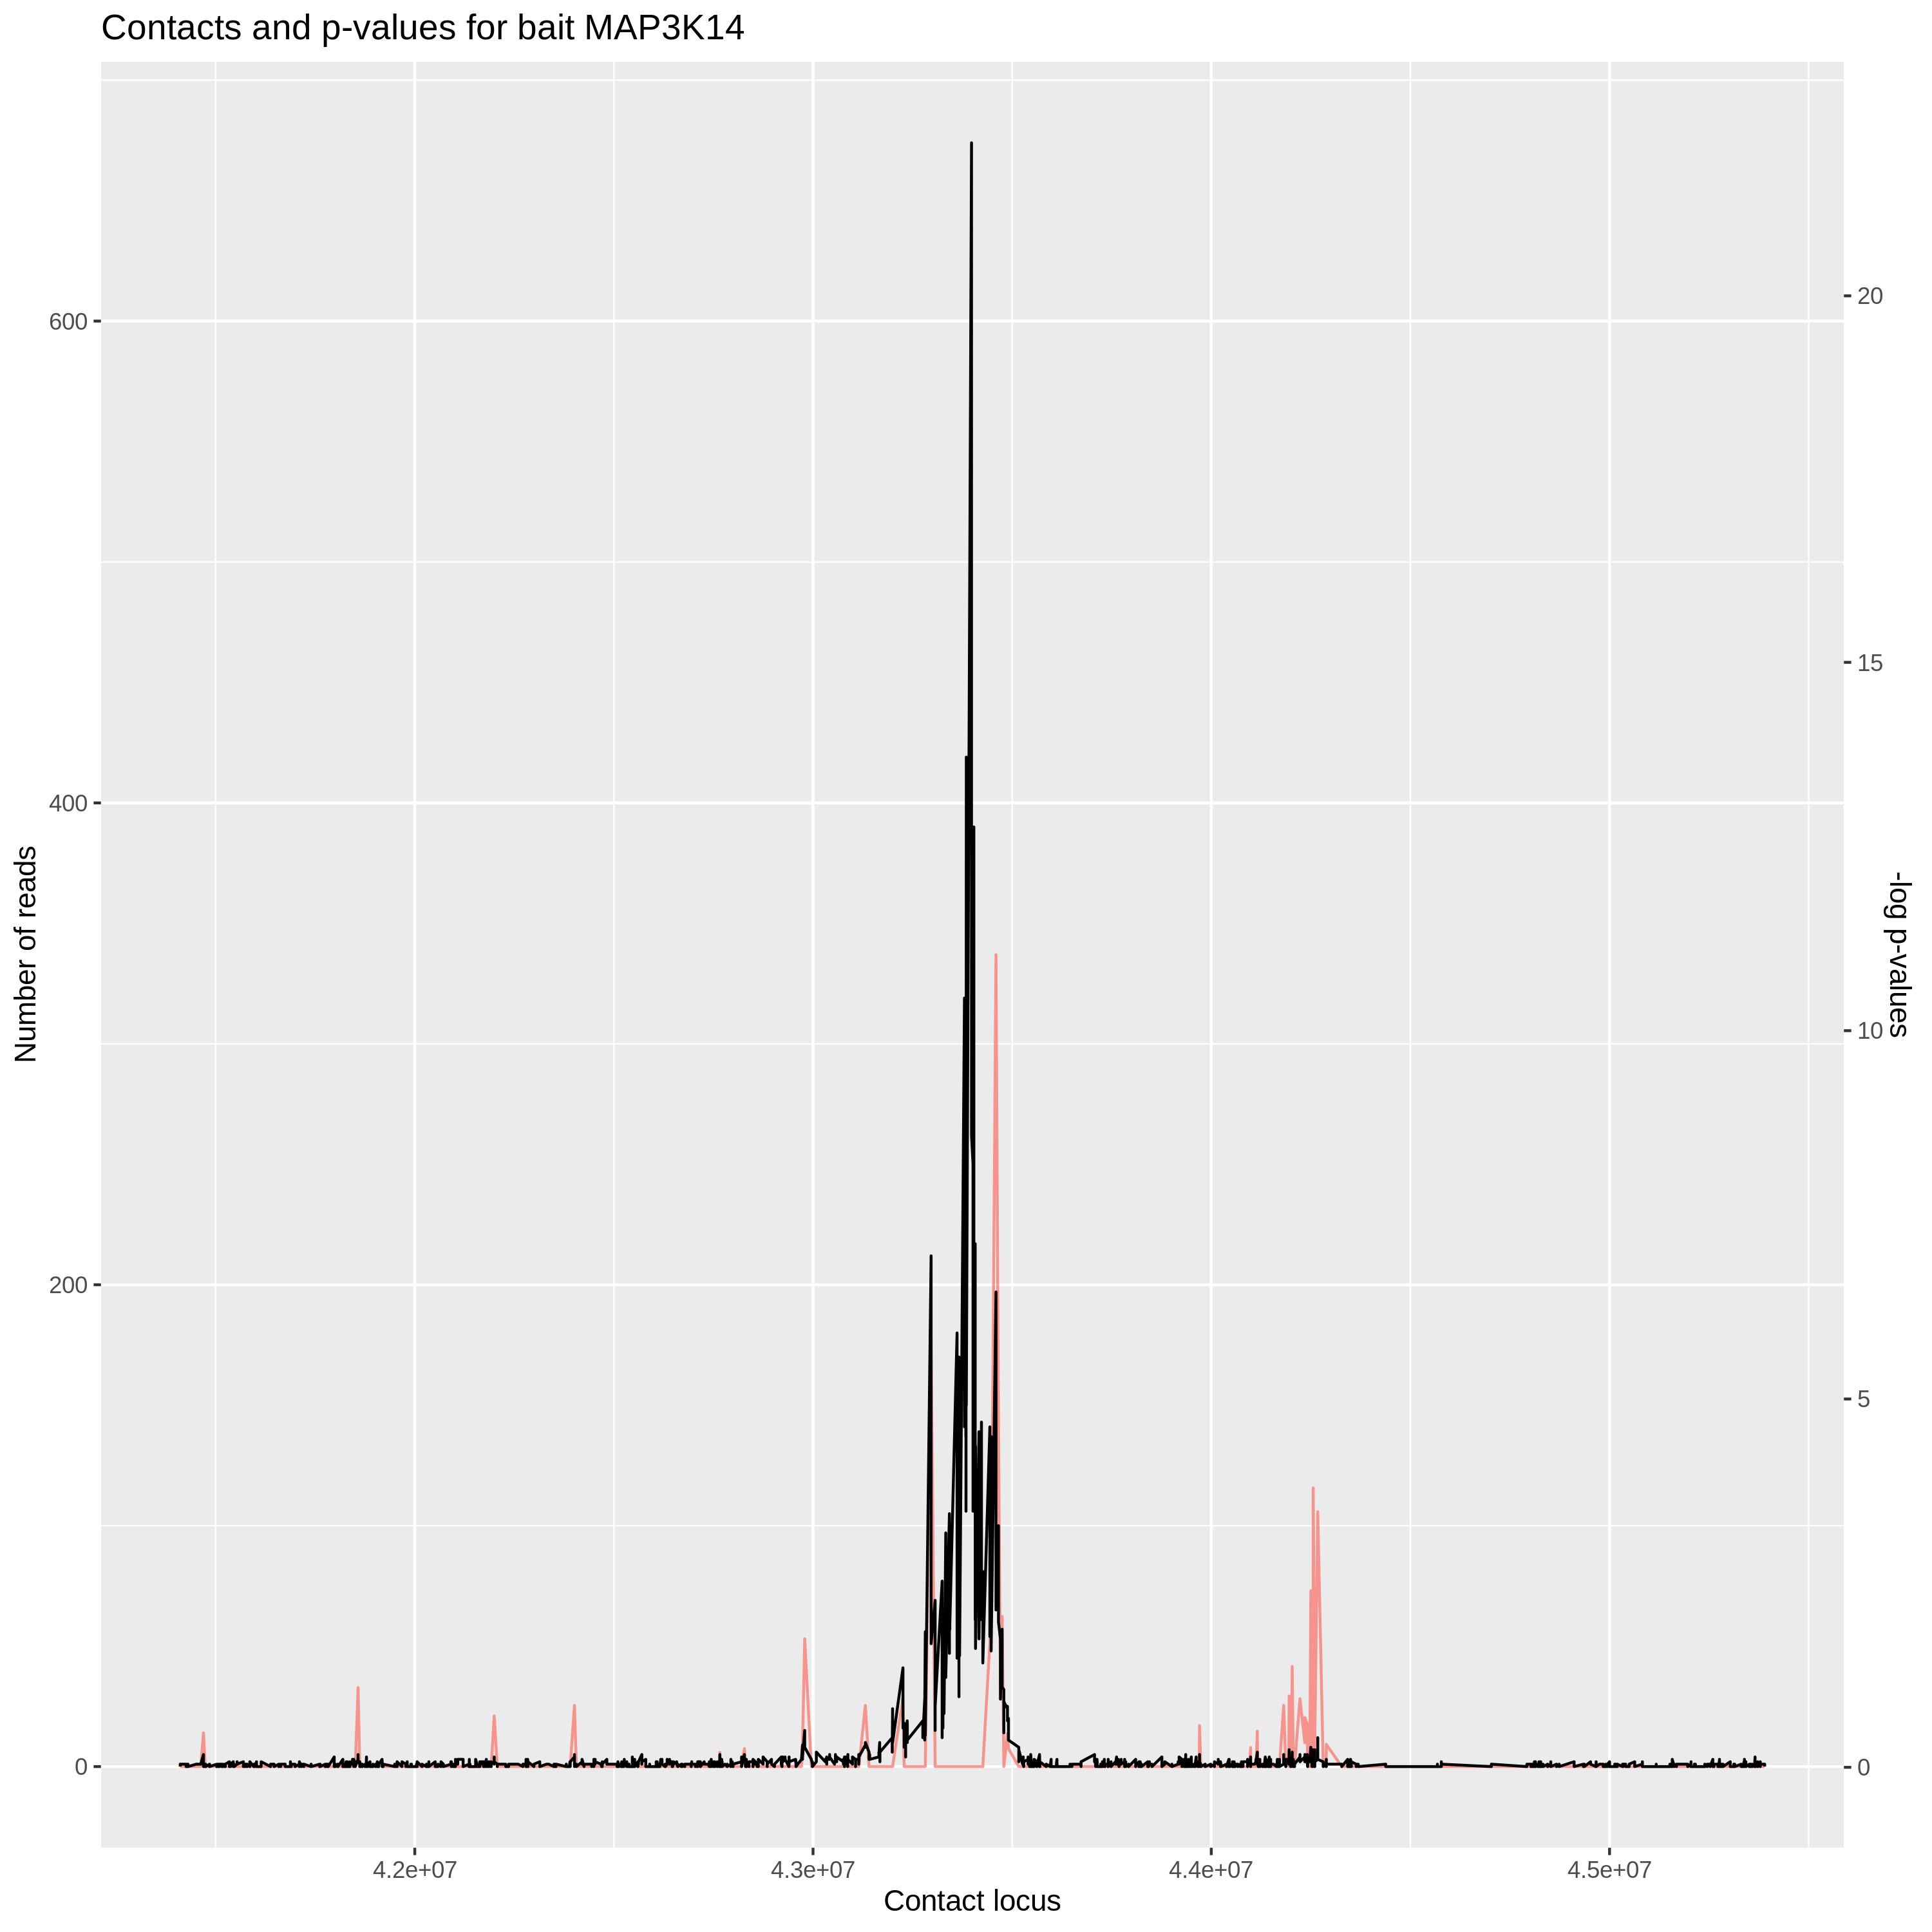 Contacts and p-values for bait MAP3K14
600
400
200
0
Number of reads
20
15
10
5
0
-log p-values
4.2e+07
4.3e+07
4.4e+07
4.5e+07
Contact locus